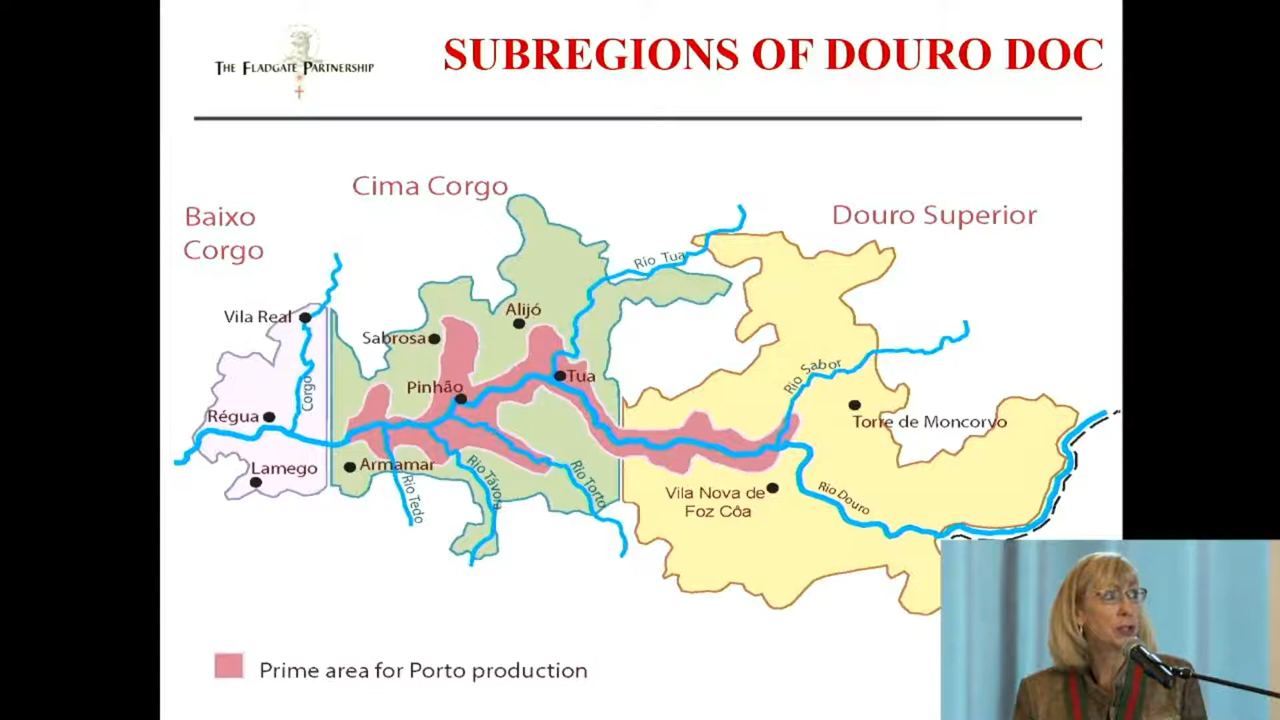 THE FLADGATE PARTNERSHIP
SUBREGIONS OF DOURO DOC
Cima Corgo
Baixo
Corgo
Douro Superior
Rio Tua
Vila Real
Alijó
Sabrosa
Rio Sabor
Tua
Pinhão
Corgo
Régua
Torre de Moncorvo
Armamar
Lamego
Rio Tedo
Rio Távora
Rio Torto
Vila Nova de
Foz Côa
Rio Douro
Prime area for Porto production